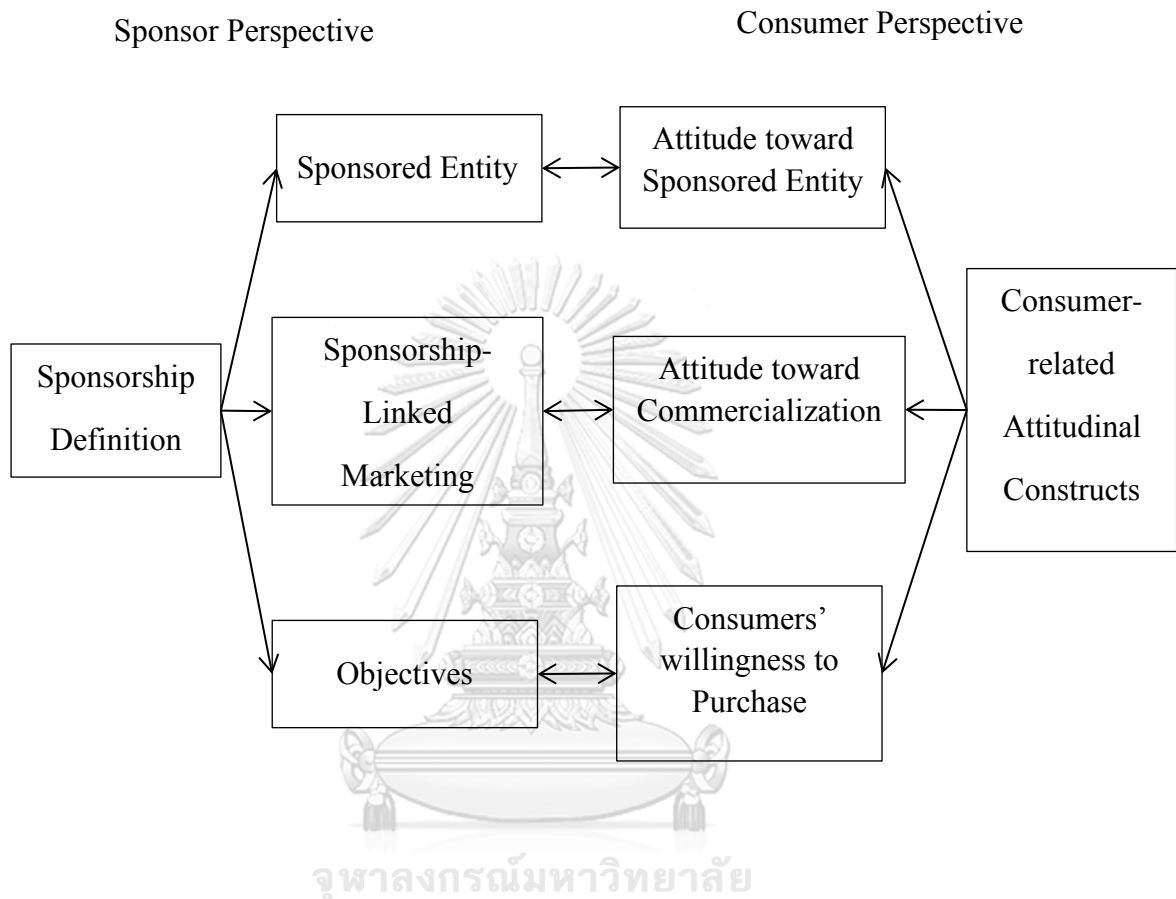 Sponsor Perspective
Consumer Perspective
Sponsored Entity
Attitude toward
Sponsored Entity
Sponsorship
Definition
Sponsorship-
Linked
Marketing
Attitude toward
Commercialization
Consumer-
related
Attitudinal
Constructs
Objectives
Consumers’
willingness to
Purchase
จุฬาลงกรณ์มหาวิทยาลัย